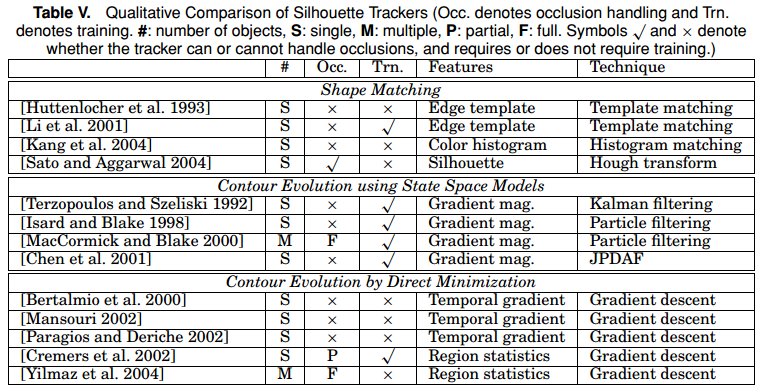 Table V. Qualitative Comparison of Silhouette Trackers (Occ. denotes occlusion handling and Trn.
denotes training. #: number of objects, S: single, M: multiple, P: partial, F: full. Symbols √ and × denote
whether the tracker can or cannot handle occlusions, and requires or does not require training.)
# Occ. Trn. Features Technique
Shape Matching
[Huttenlocher et al. 1993] S × × Edge template Template matching
[Li et al. 2001] S × √ Edge template Template matching
[Kang et al. 2004] S × × Color histogram Histogram matching
[Sato and Aggarwal 2004] S √ × Silhouette Hough transform
Contour Evolution using State Space Models
[Terzopoulos and Szeliski 1992] S × √ Gradient mag. Kalman filtering
[Isard and Blake 1998] S × √ Gradient mag. Particle filtering
[MacCormick and Blake 2000] M F √ Gradient mag. Particle filtering
[Chen et al. 2001] S × √ Gradient mag. JPDAF
Contour Evolution by Direct Minimization
[Bertalmio et al. 2000] S × × Temporal gradient Gradient descent
[Mansouri 2002] S × × Temporal gradient Gradient descent
[Paragios and Deriche 2002] S × × Temporal gradient Gradient descent
[Cremers et al. 2002] S P √ Region statistics Gradient descent
[Yilmaz et al. 2004] M F × Region statistics Gradient descent